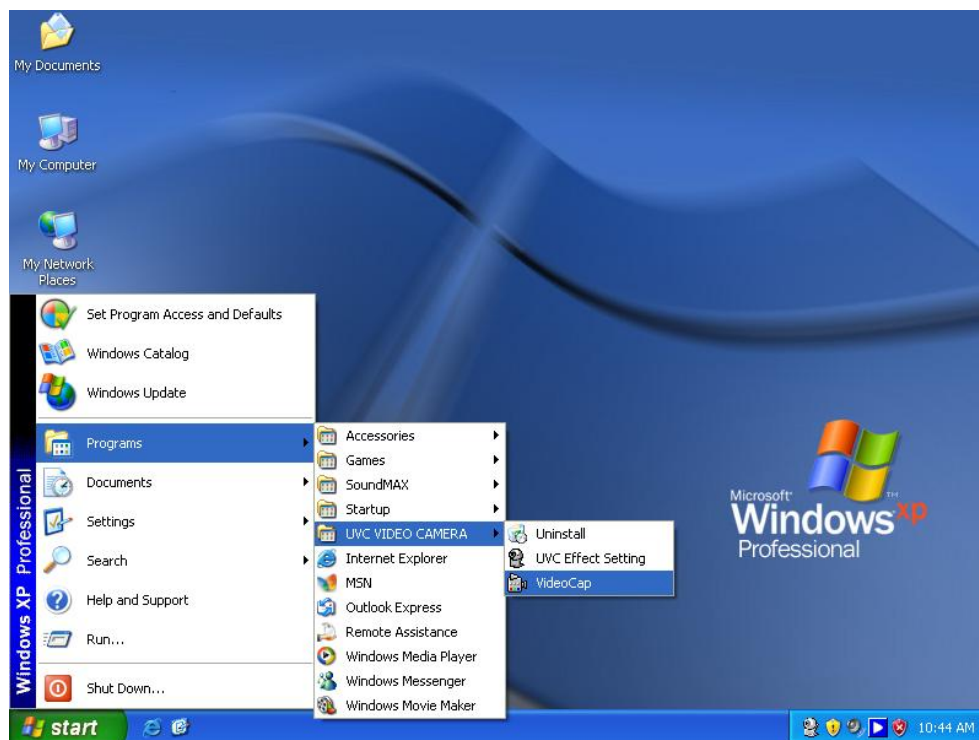 My Documents
My Computer
My Network
Places
Set Program Access and Defaults
Windows Catalog
Windows Update
Programs
Documents
Settings
Search
Help and Support
Run...
Shut Down...
Windows XP Professional
Accessories
Games
SoundMAX
Startup
UVC VIDEO CAMERA
Internet Explorer
MSN
Outlook Express
Remote Assistance
Windows Media Player
Windows Messenger
Windows Movie Maker
Uninstall
UVC Effect Setting
VideoCap
Microsoft
Windows xp
Professional
start
10:44 AM